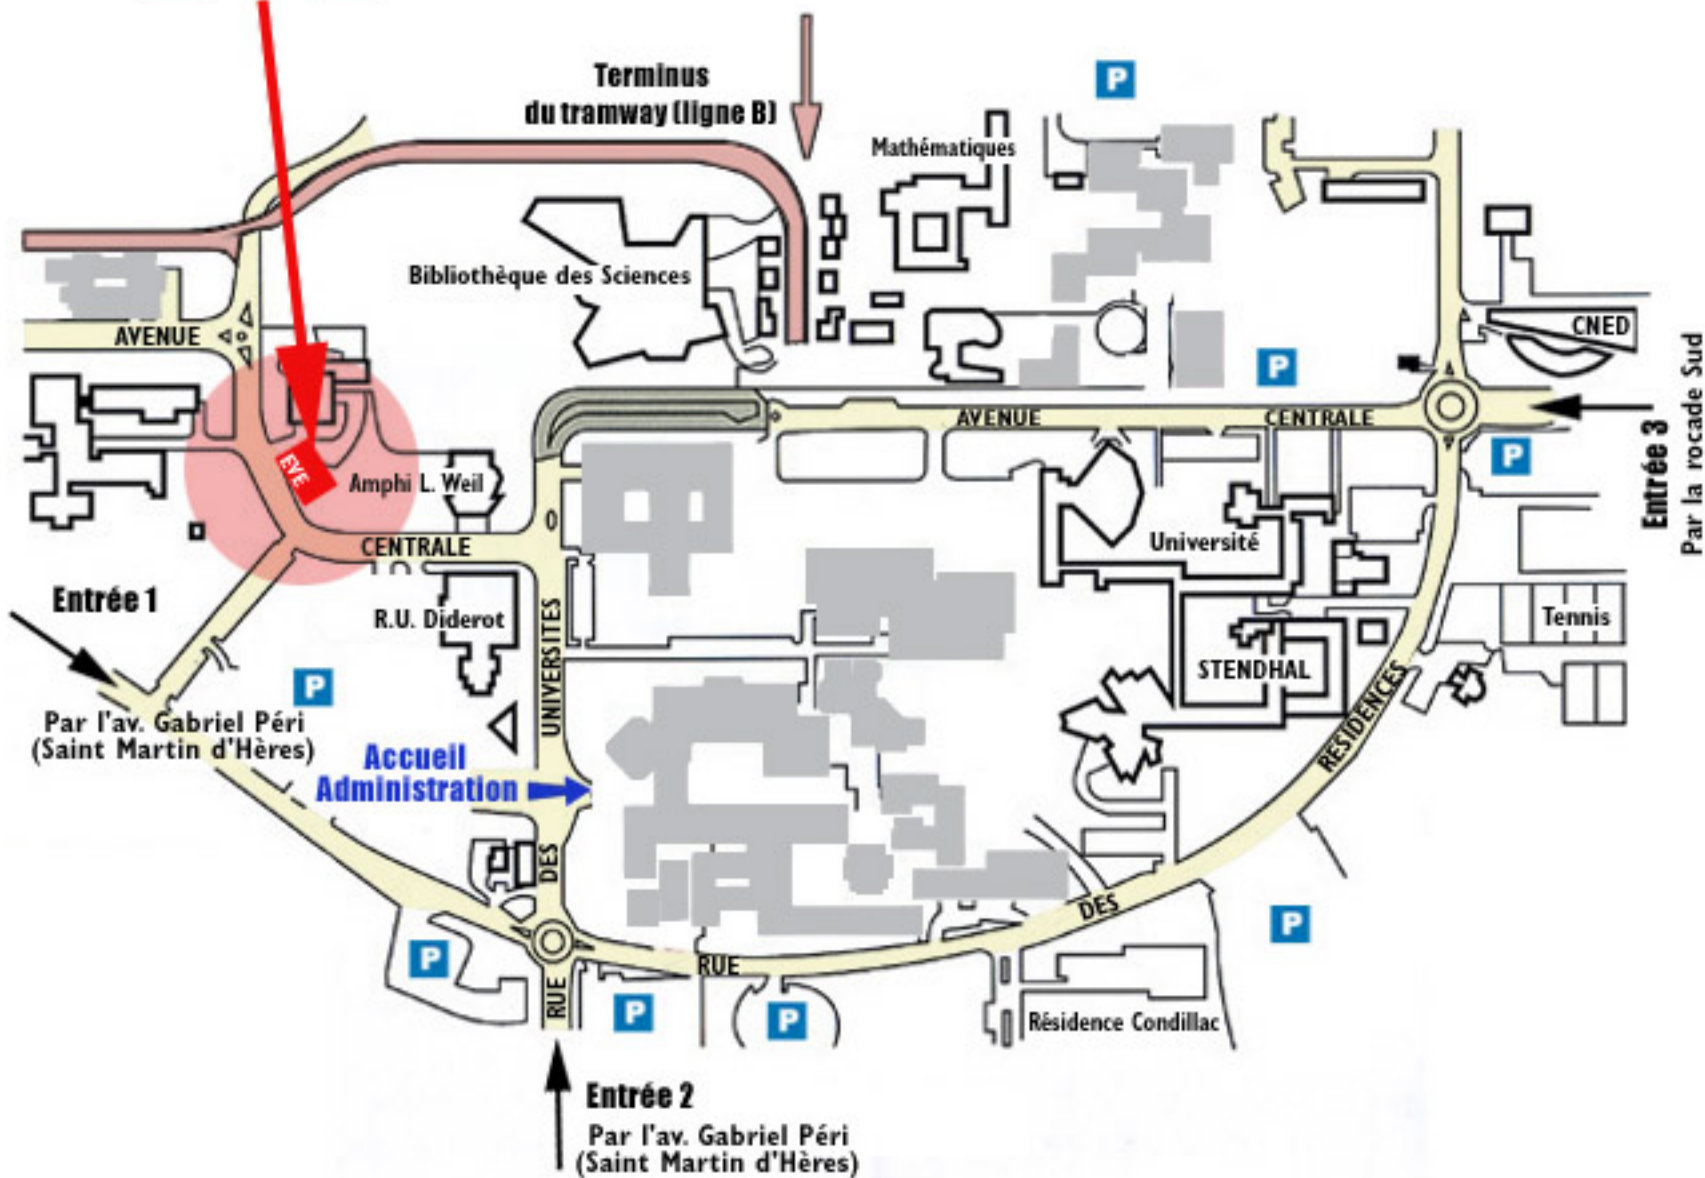 Terminus
du tramway (ligne B)
P
Mathématiques
Bibliothèque des Sciences
AVENUE
CNED
P
AVENUE
CENTRALE
Entrée 3
Par la rocade Sud
P
EVE
Amphi L. Weil
CENTRALE
Université
Entrée 1
R.U. Diderot
UNIVERSITES
Tennis
STENDHAL
P
Par l'av. Gabriel Péri
(Saint Martin d'Hères)
RESIDENCES
Accueil
Administration
DES
DES
P
P
RUE
RUE
P
P
Résidence Condillac
Entrée 2
Par l'av. Gabriel Péri
(Saint Martin d'Hères)